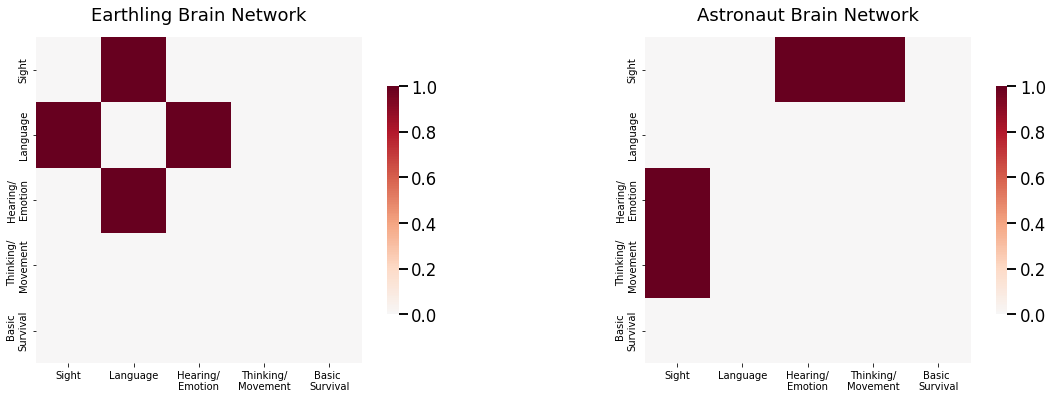 Earthling Brain Network
Sight
Language
Hearing/
Emotion
Thinking/
Movement
Basic
Survival
Sight
Language
Hearing/
Emotion
Thinking/
Movement
Basic
Survival
1.0
0.8
0.6
0.4
0.2
0.0
Astronaut Brain Network
Sight
Language
Hearing/
Emotion
Thinking/
Movement
Basic
Survival
Sight
Language
Hearing/
Emotion
Thinking/
Movement
Basic
Survival
1.0
0.8
0.6
0.4
0.2
0.0